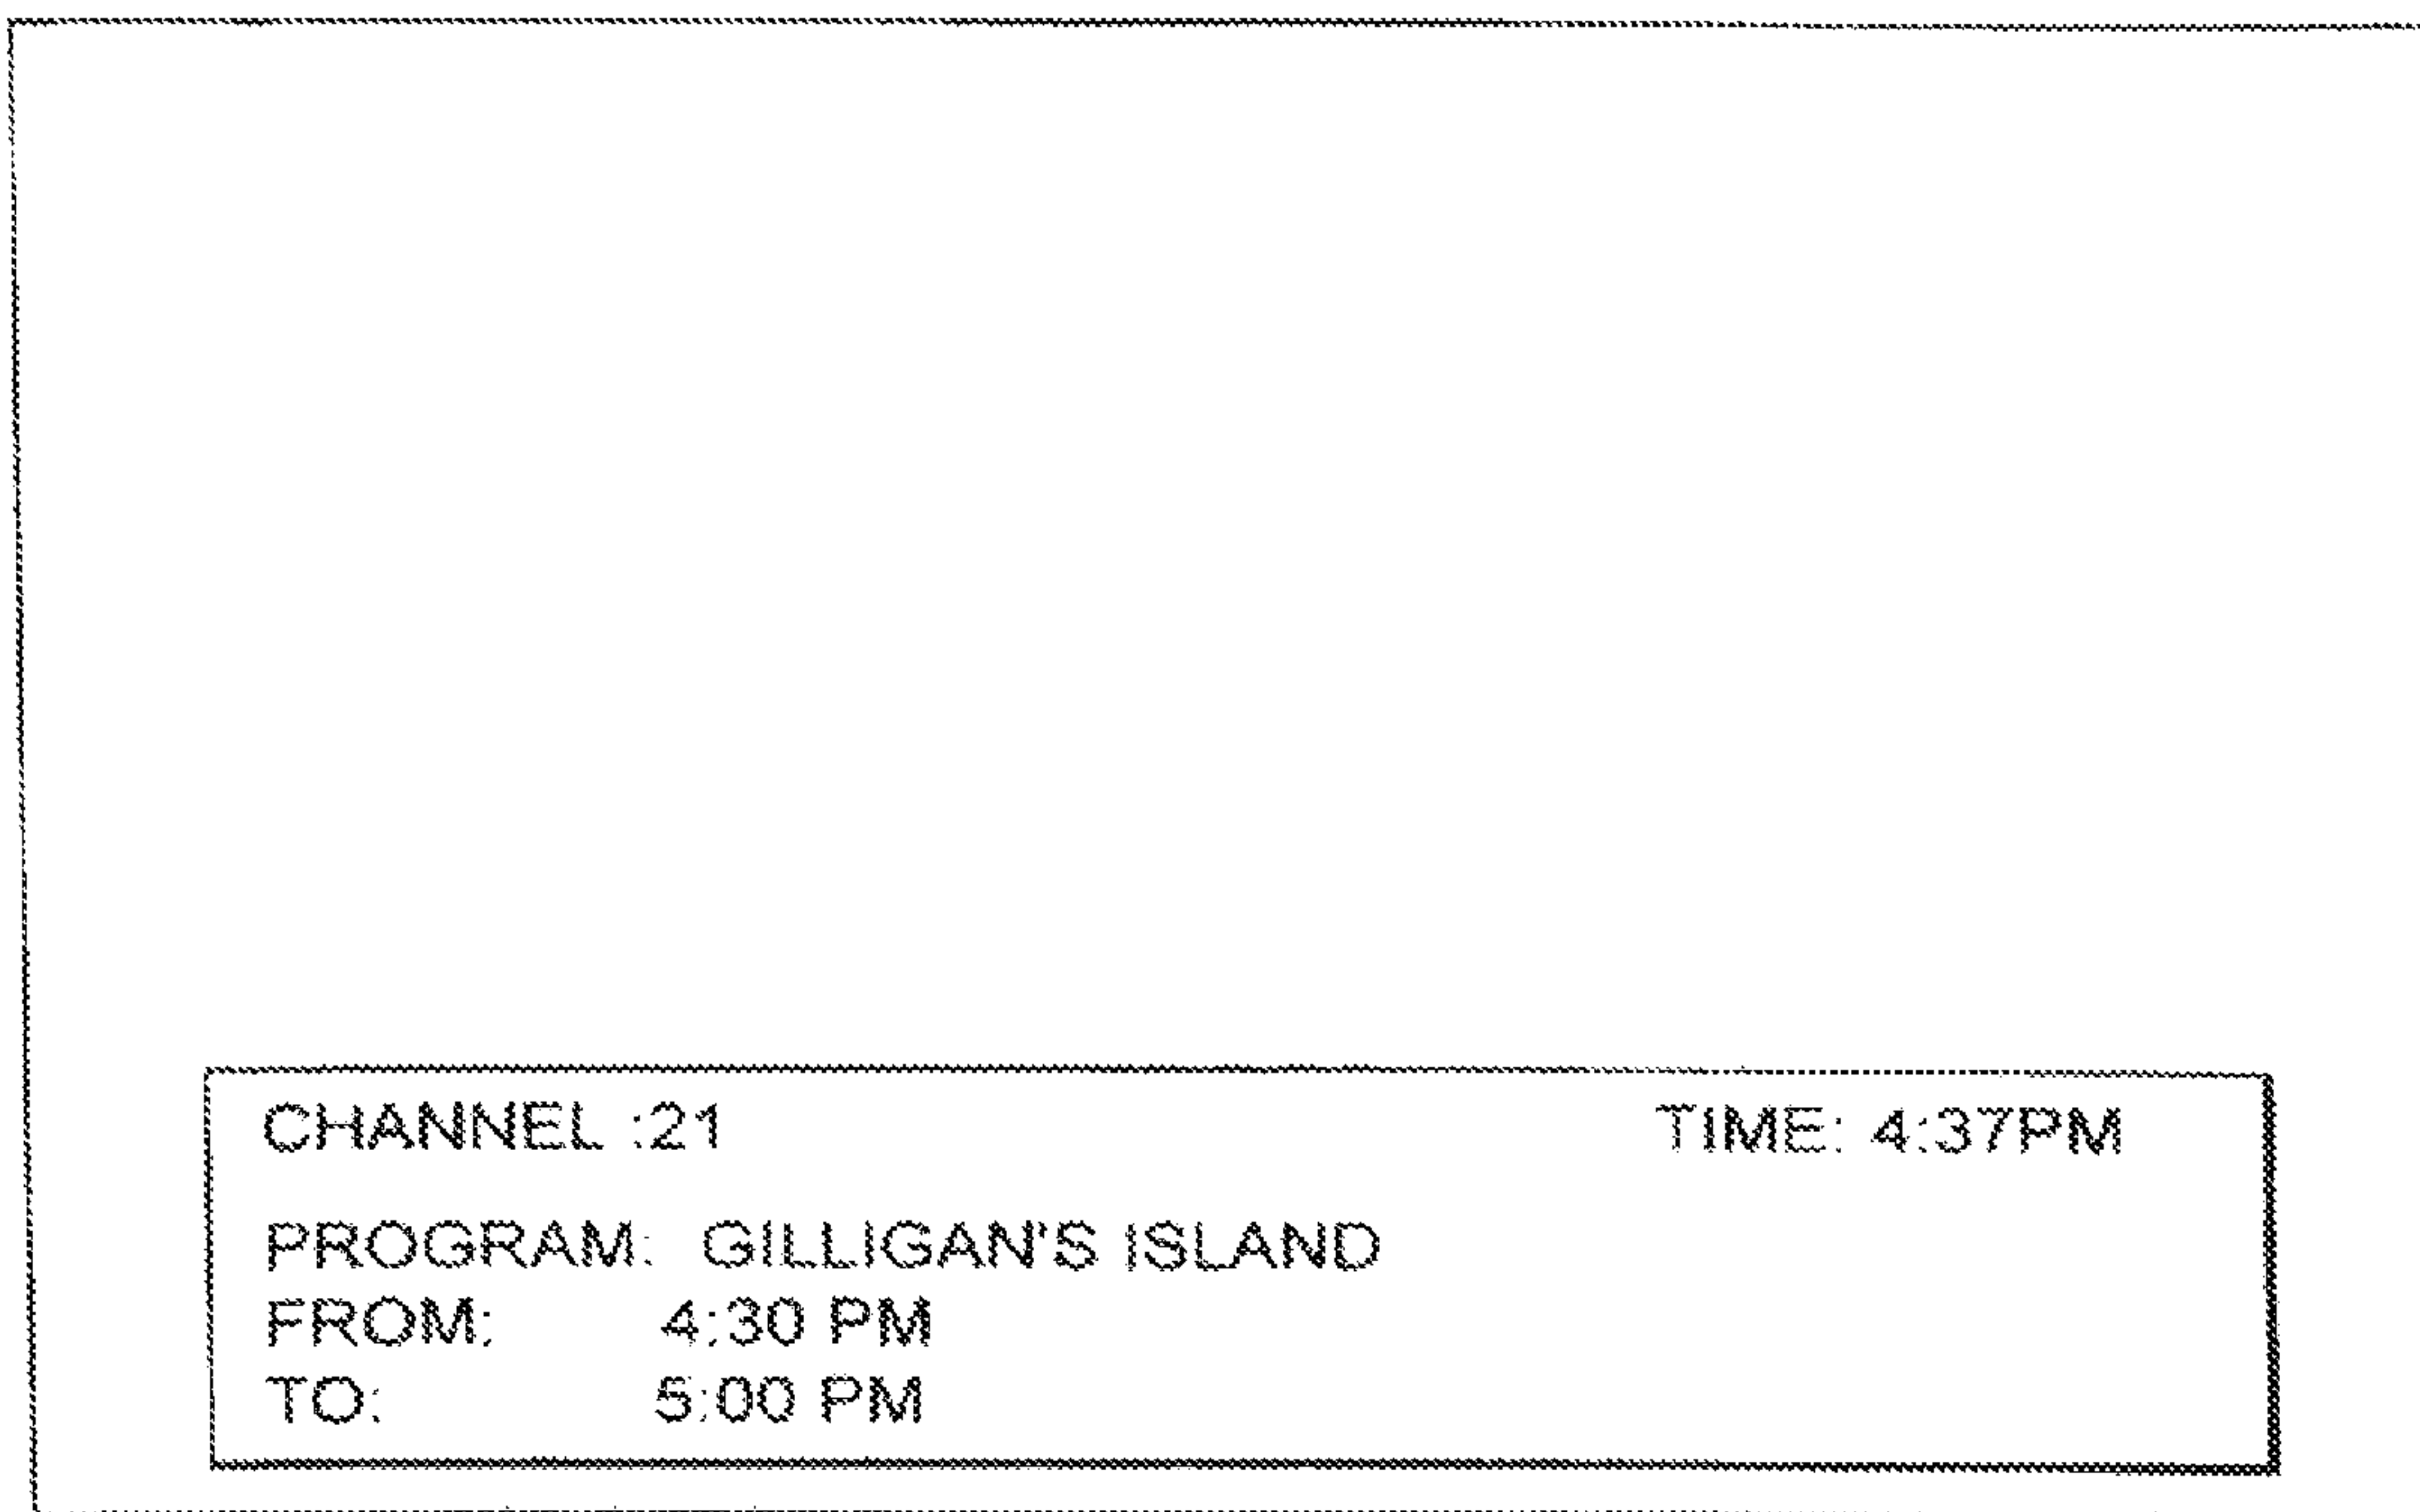 CHANNEL :21 TIME: 4:37PM
PROGRAM: GILLIGAN'S ISLAND
FROM: 4:30 PM
TO: 5:00 PM